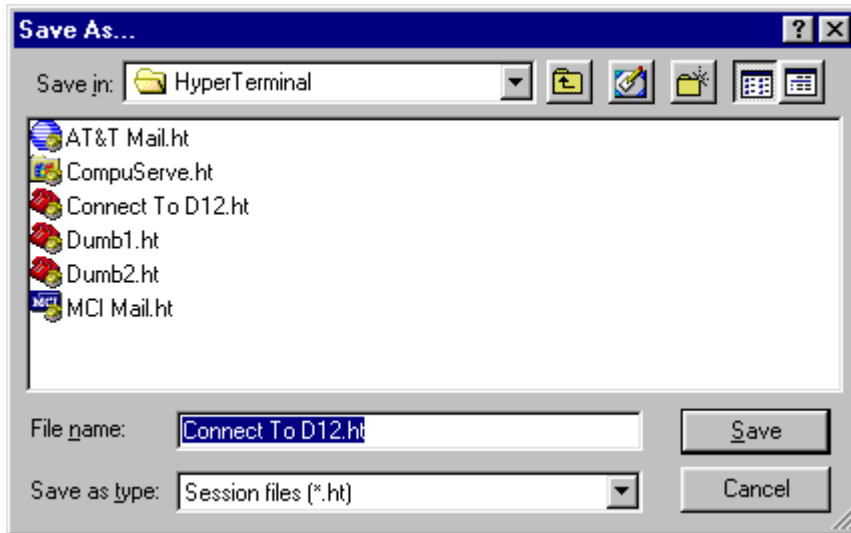 Save As...
Save in: HyperTerminal
AT&T Mail.ht
CompuServe.ht
Connect To D12.ht
Dumb1.ht
Dumb2.ht
MCI MCI Mail.ht
File name: Connect To D12.ht Save
Save as type: Session files (*.ht) Cancel